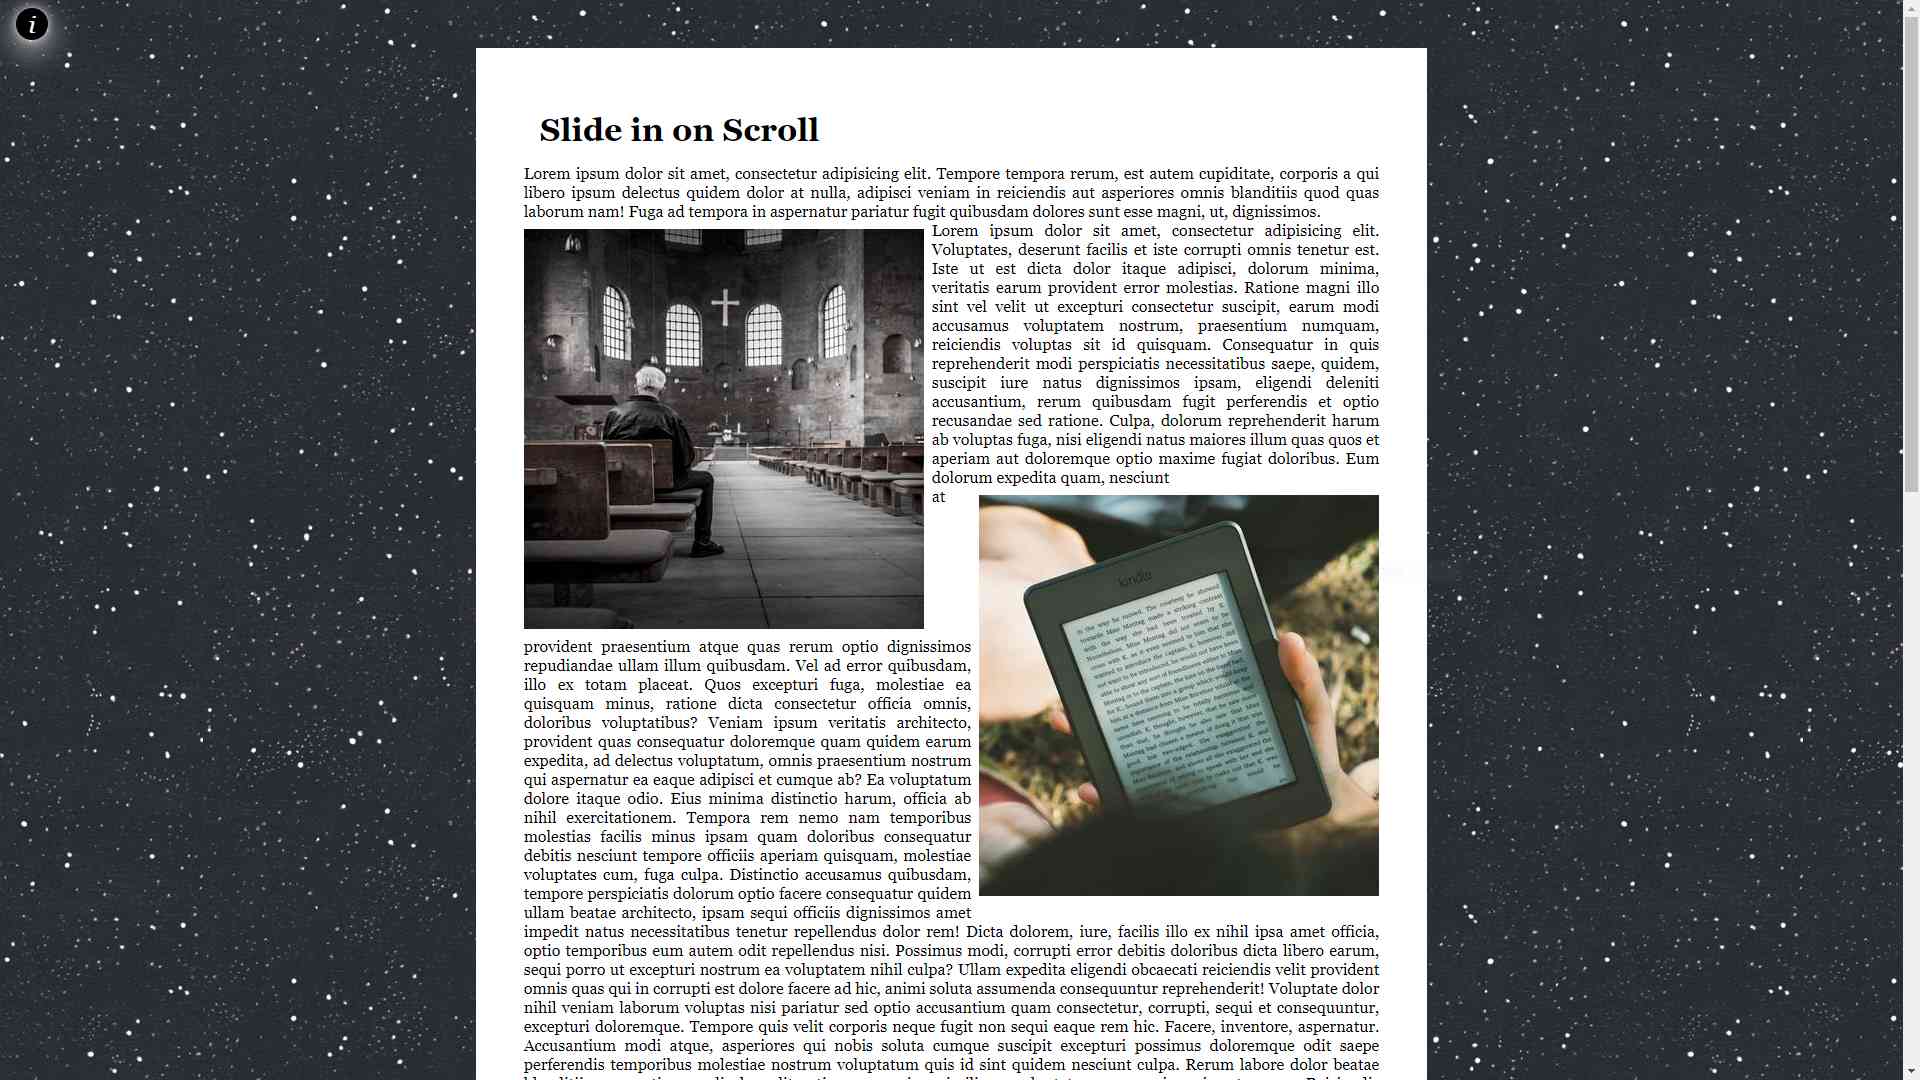 i
Slide in on Scroll
Lorem ipsum dolor sit amet, consectetur adipisicing elit. Tempore tempora rerum, est autem cupiditate, corporis a qui
libero ipsum delectus quidem dolor at nulla, adipisci veniam in reiciendis aut asperiores omnis blanditiis quod quas
laborum nam! Fuga ad tempora in aspernatur pariatur fugit quibusdam dolores sunt esse magni, ut, dignissimos.
Lorem ipsum dolor sit amet, consectetur adipisicing elit.
Voluptates, deserunt facilis et iste corrupti omnis tenetur est.
Iste ut est dicta dolor itaque adipisci, dolorum minima,
veritatis earum provident error molestias. Ratione magni illo
sint vel velit ut excepturi consectetur suscipit, earum modi
accusamus voluptatem nostrum, praesentium numquam,
reiciendis voluptas sit id quisquam. Consequatur in quis
reprehenderit modi perspiciatis necessitatibus saepe, quidem,
suscipit iure natus dignissimos ipsam, eligendi deleniti
accusantium, rerum quibusdam fugit perferendis et optio
recusandae sed ratione. Culpa, dolorum reprehenderit harum
ab voluptas fuga, nisi eligendi natus maiores illum quas quos et
aperiam aut doloremque optio maxime fugiat doloribus. Eum
dolorum expedita quam, nesciunt
at
kindle
provident praesentium atque quas rerum optio dignissimos
repudiandae ullam illum quibusdam. Vel ad error quibusdam,
illo ex totam placeat. Quos excepturi fuga, molestiae ea
quisquam minus, ratione dicta consectetur officia omnis,
doloribus voluptatibus? Veniam ipsum veritatis architecto,
provident quas consequatur doloremque quam quidem earum
expedita, ad delectus voluptatum, omnis praesentium nostrum
qui aspernatur ea eaque adipisci et cumque ab? Ea voluptatum
dolore itaque odio. Eius minima distinctio harum, officia ab
nihil exercitationem. Tempora rem nemo nam temporibus
molestias facilis minus ipsam quam doloribus consequatur
debitis nesciunt tempore officiis aperiam quisquam, molestiae
voluptates cum, fuga culpa. Distinctio accusamus quibusdam,
tempore perspiciatis dolorum optio facere consequatur quidem
ullam beatae architecto, ipsam sequi officiis dignissimos amet
impedit natus necessitatibus tenetur repellendus dolor rem! Dicta dolorem, iure, facilis illo ex nihil ipsa amet officia,
optio temporibus eum autem odit repellendus nisi. Possimus modi, corrupti error debitis doloribus dicta libero earum,
sequi porro ut excepturi nostrum ea voluptatem nihil culpa? Ullam expedita eligendi obcaecati reiciendis velit provident
omnis quas qui in corrupti est dolore facere ad hic, animi soluta assumenda consequuntur reprehenderit! Voluptate dolor
nihil veniam laborum voluptas nisi pariatur sed optio accusantium quam consectetur, corrupti, sequi et consequuntur,
excepturi doloremque. Tempore quis velit corporis neque fugit non sequi eaque rem hic. Facere, inventore, aspernatur.
Accusantium modi atque, asperiores qui nobis soluta cumque suscipit excepturi possimus doloremque odit saepe
perferendis temporibus molestiae nostrum voluptatum quis id sint quidem nesciunt culpa. Rerum labore dolor beatae